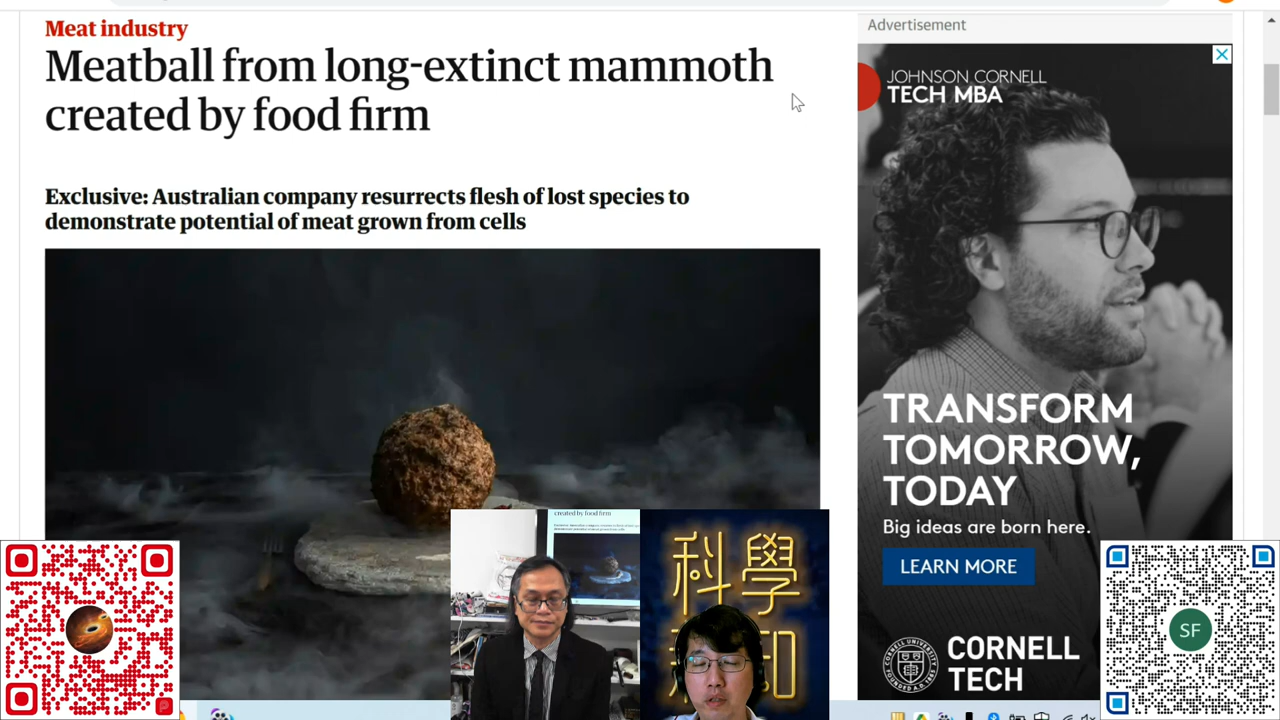 Meat industry
Meatball from long-extinct mammoth
created by food firm
Exclusive: Australian company resurrects flesh of lost species to
demonstrate potential of meat grown from cells
Advertisement
JOHNSON CORNELL
TECH MBA
TRANSFORM
TOMORROW,
TODAY
Big ideas are born here.
LEARN MORE
CORNELL
TECH
created by food firm
科學
知
SF